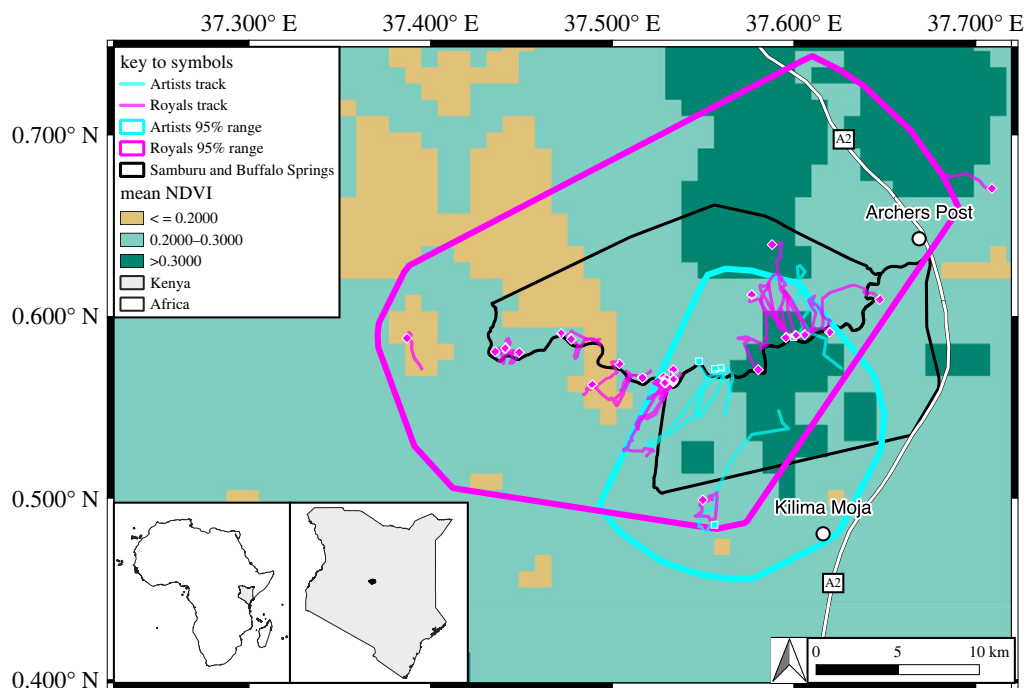 37.300° E 37.400° E 37.500° E 37.600° E 37.700° E
key to symbols
Artists track
Royals track
Artists 95% range
Royals 95% range
Samburu and Buffalo Springs
mean NDVI
< = 0.2000
0.2000–0.3000
>0.3000
Kenya
Africa
0.700° N
0.600° N
0.500° N
0.400° N
A2
Archers Post
Kilima Moja
A2
0 5 10 km